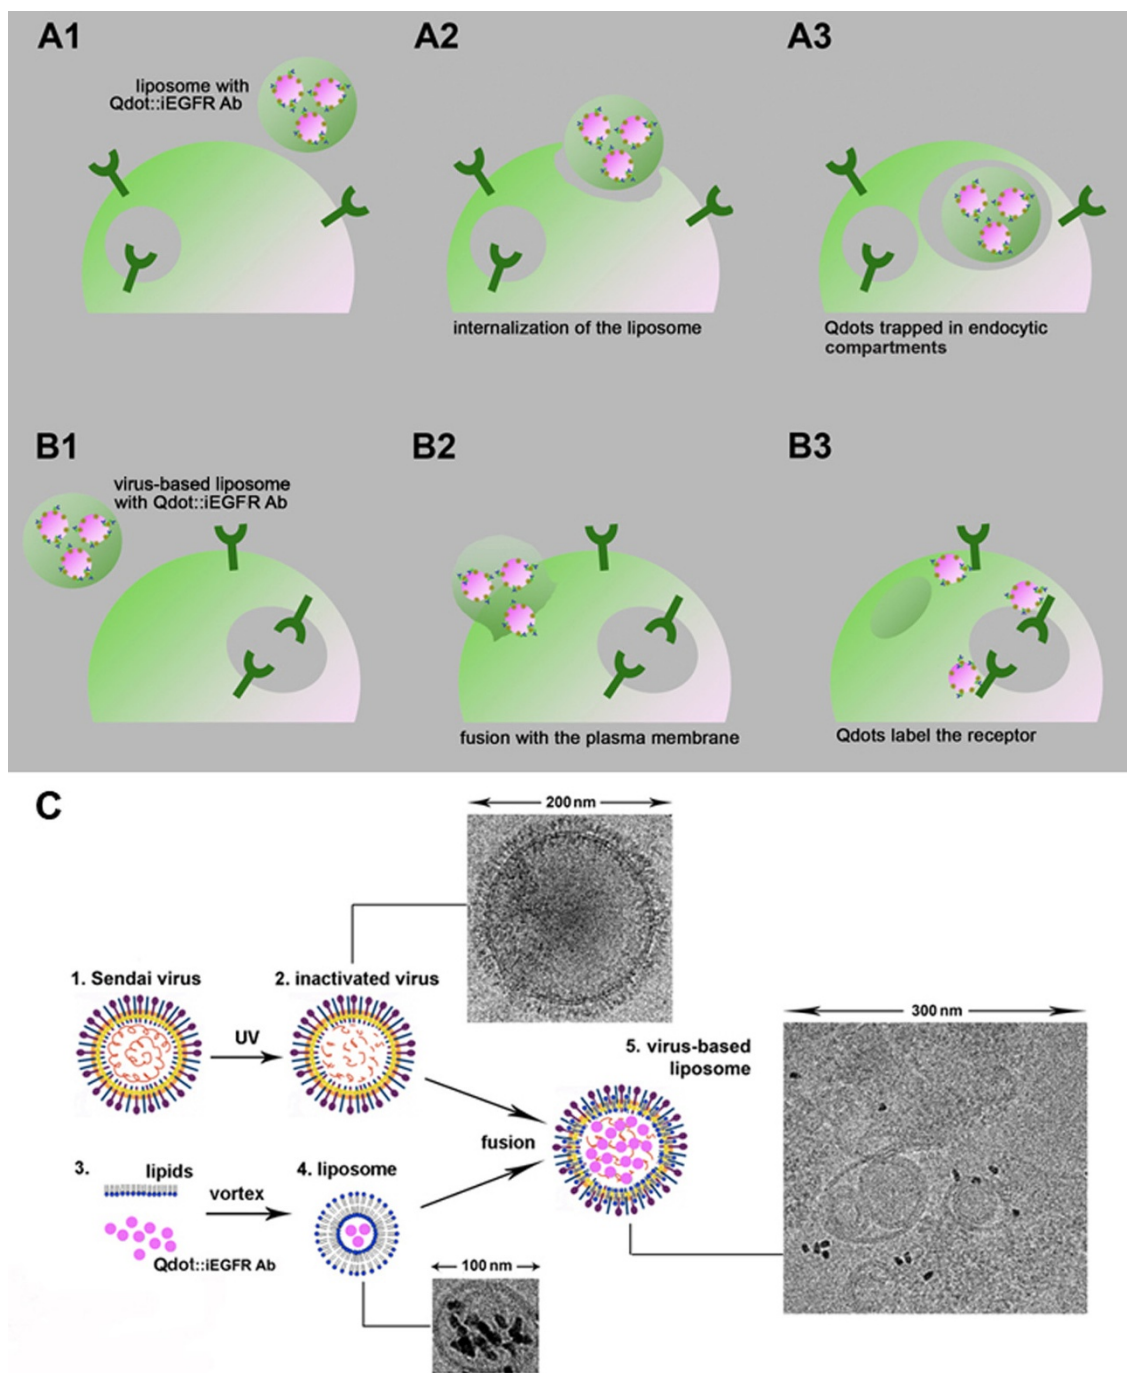 A1
A2
A3
liposome with
Qdot::iEGFR Ab
internalization of the liposome
Qdots trapped in endocytic
compartments
B1
B2
B3
virus-based liposome
with Qdot::iEGFR Ab
fusion with the plasma membrane
Qdots label the receptor
C
200 nm
1. Sendai virus
2. inactivated virus
UV
300 nm
5. virus-based
liposome
fusion
3.
lipids
4. liposome
vortex
Qdot::iEGFR Ab
100 nm